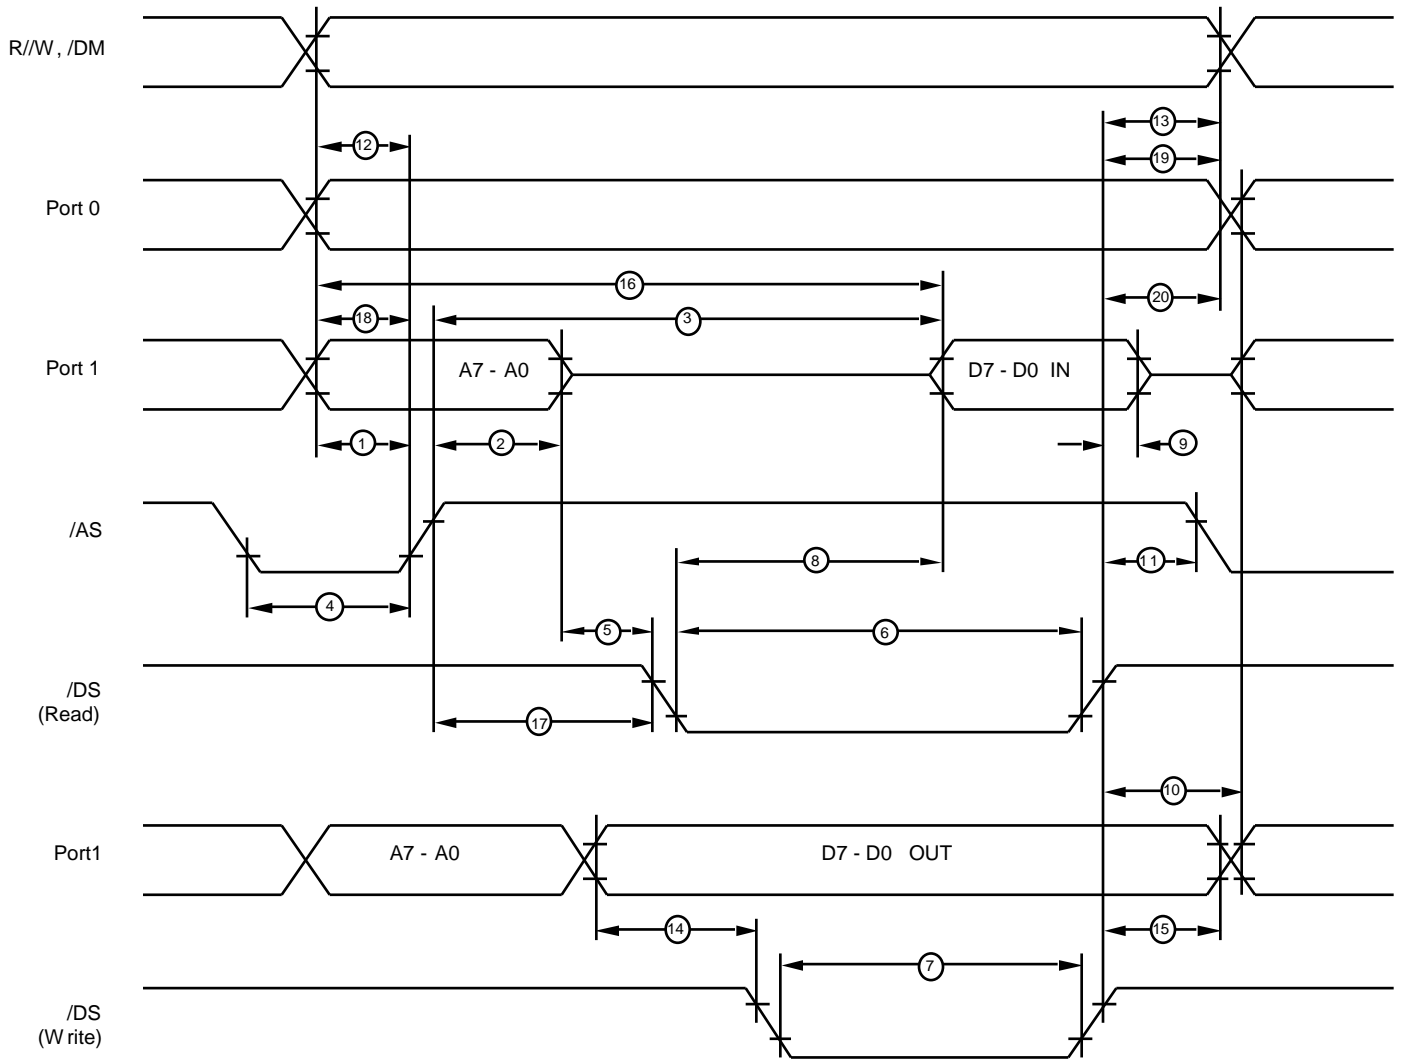 R//W, /DM
12
13
19
Port 0
16
18
3
20
Port 1
A7 - A0
D7 - D0 IN
1
2
9
/AS
8
11
4
5
6
/DS
(Read)
17
10
Port1
A7 - A0
D7 - D0 OUT
14
15
7
/DS
(Write)